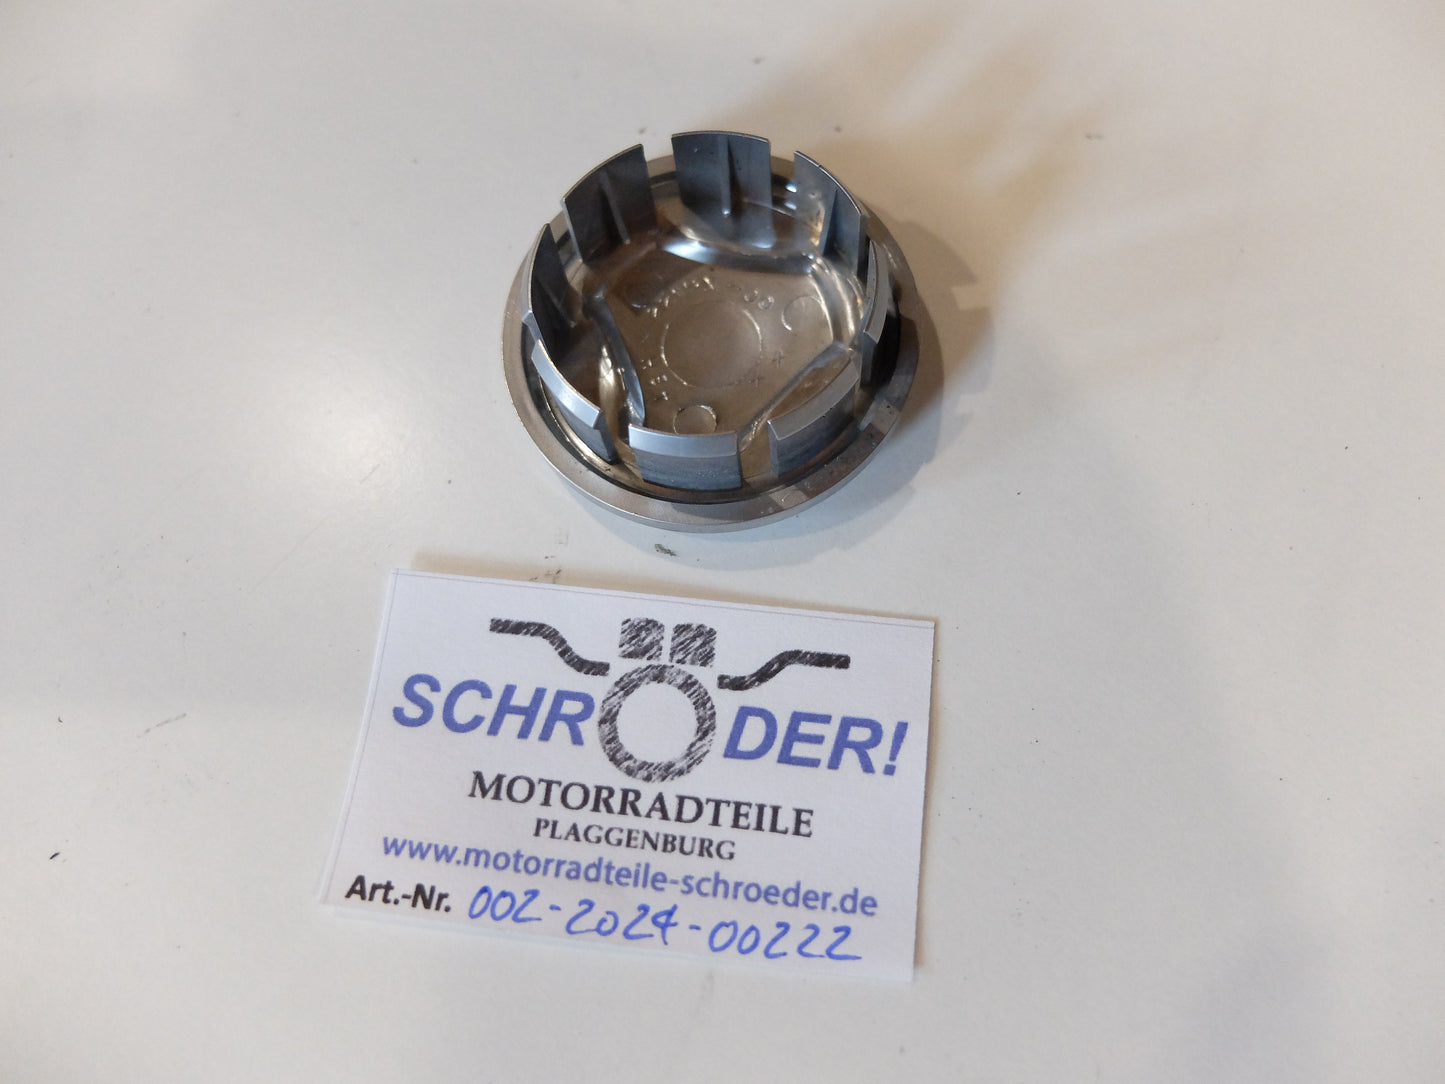 SCHRÖDER!
MOTORRADTEILE
PLAGGENBURG
www.motorradteile-schroeder.de
Art.-Nr. 002-2024-00222